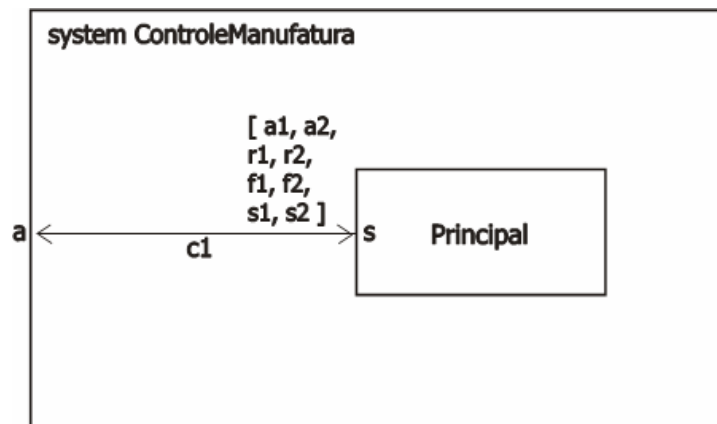 system ControleManufatura
[ a1, a2,
r1, r2,
f1, f2,
s1, s2 ]
a
c1
s
Principal